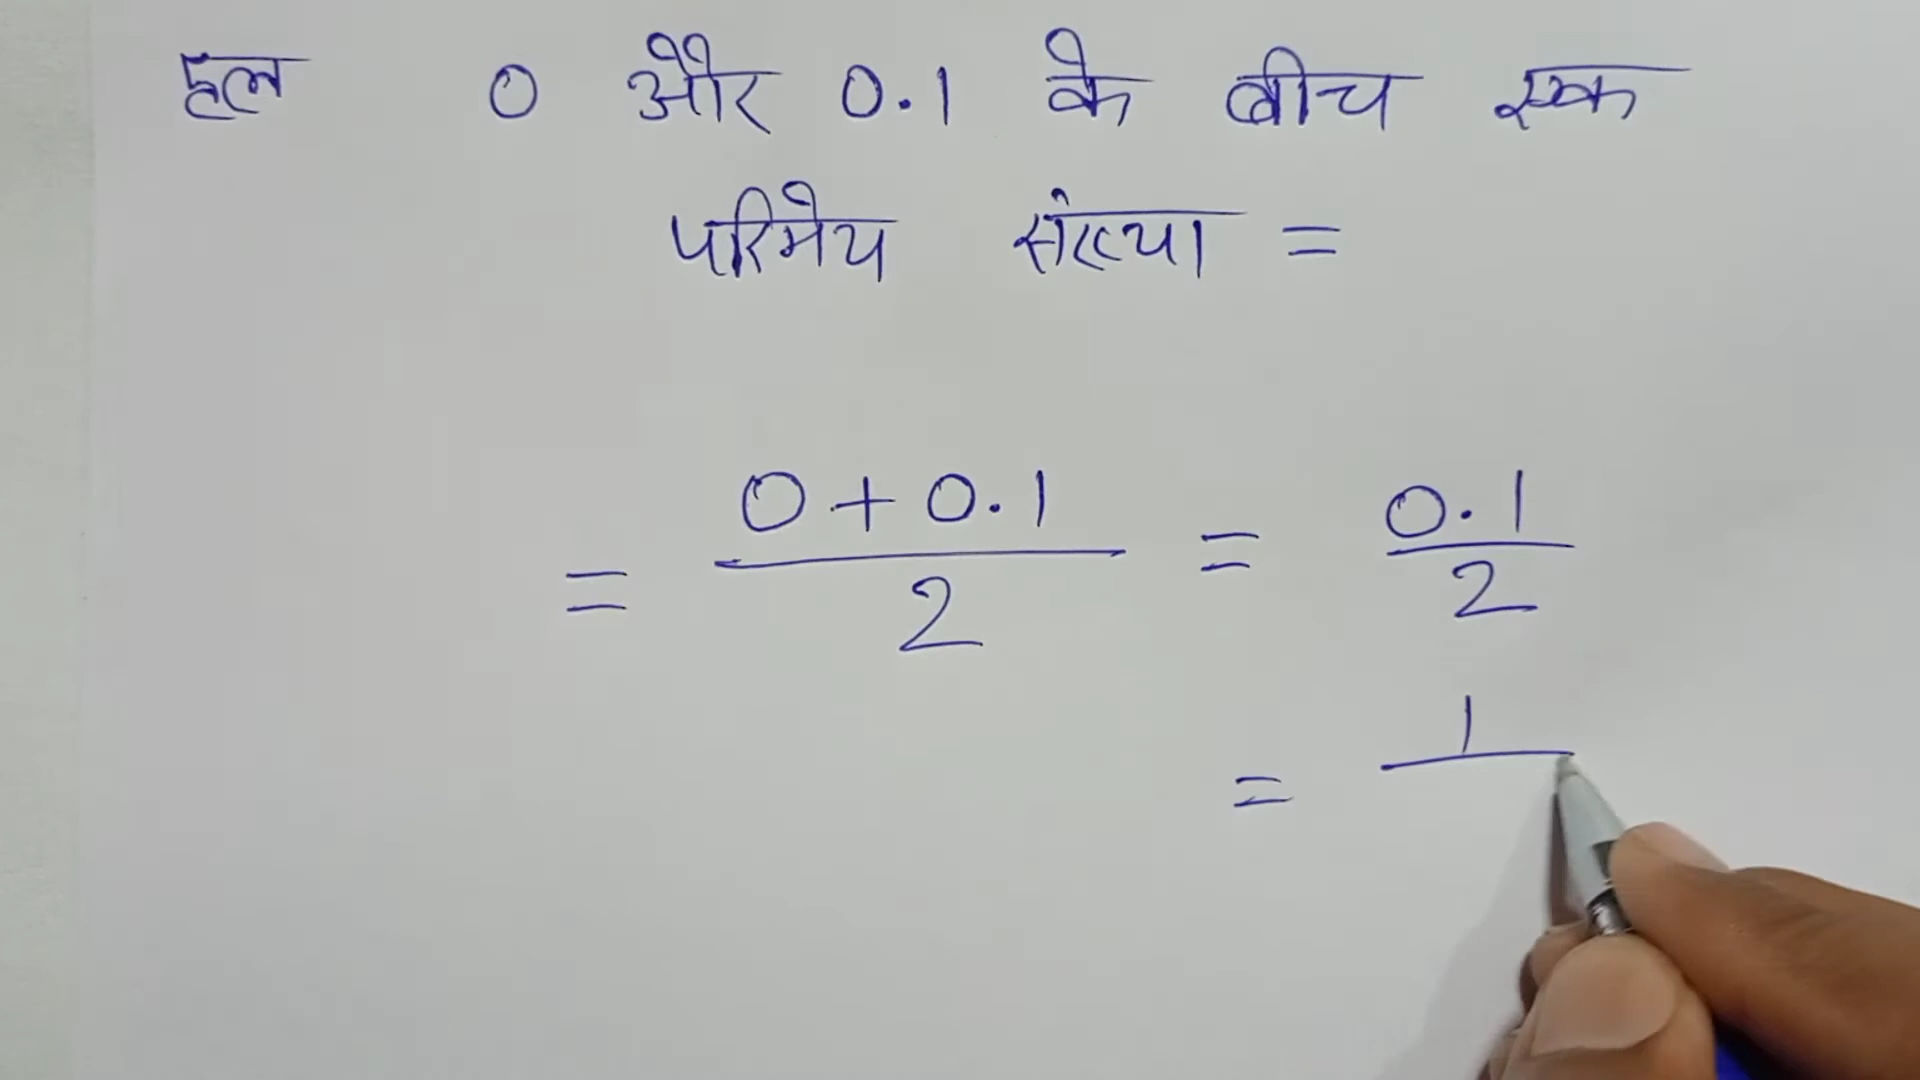 हल 0 और 0.1 के बीच एक
परिमेय संख्या =
= 0 + 0.1 / 2 = 0.1 / 2
= 1 /